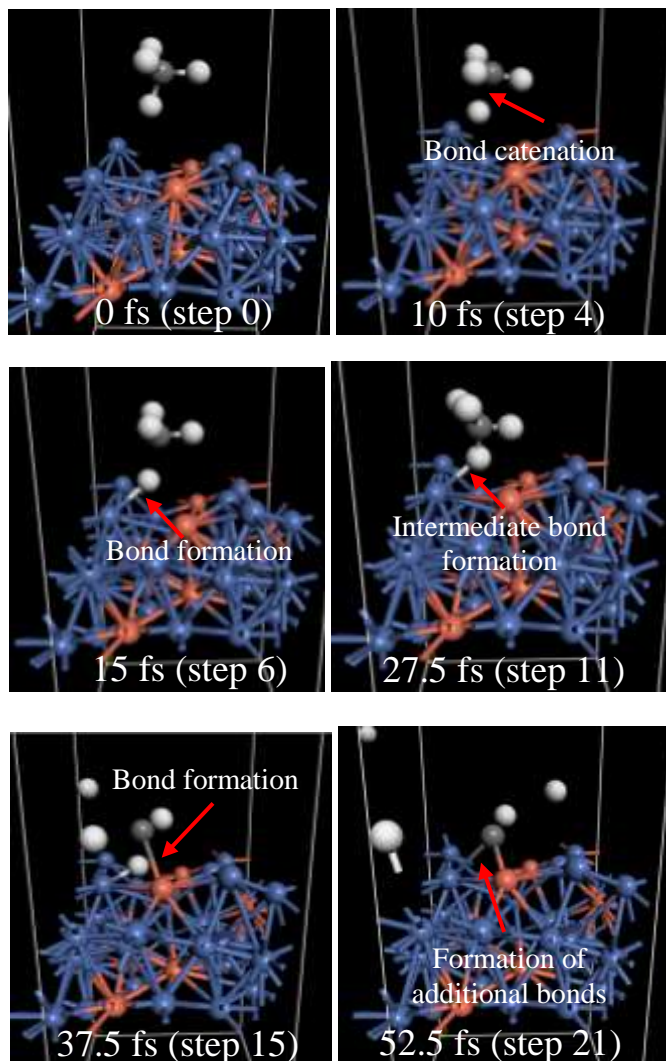 Bond catenation
0 fs (step 0)
10 fs (step 4)
Bond formation
15 fs (step 6)
Intermediate bond
formation
27.5 fs (step 11)
Bond formation
37.5 fs (step 15)
Formation of
additional bonds
52.5 fs (step 21)